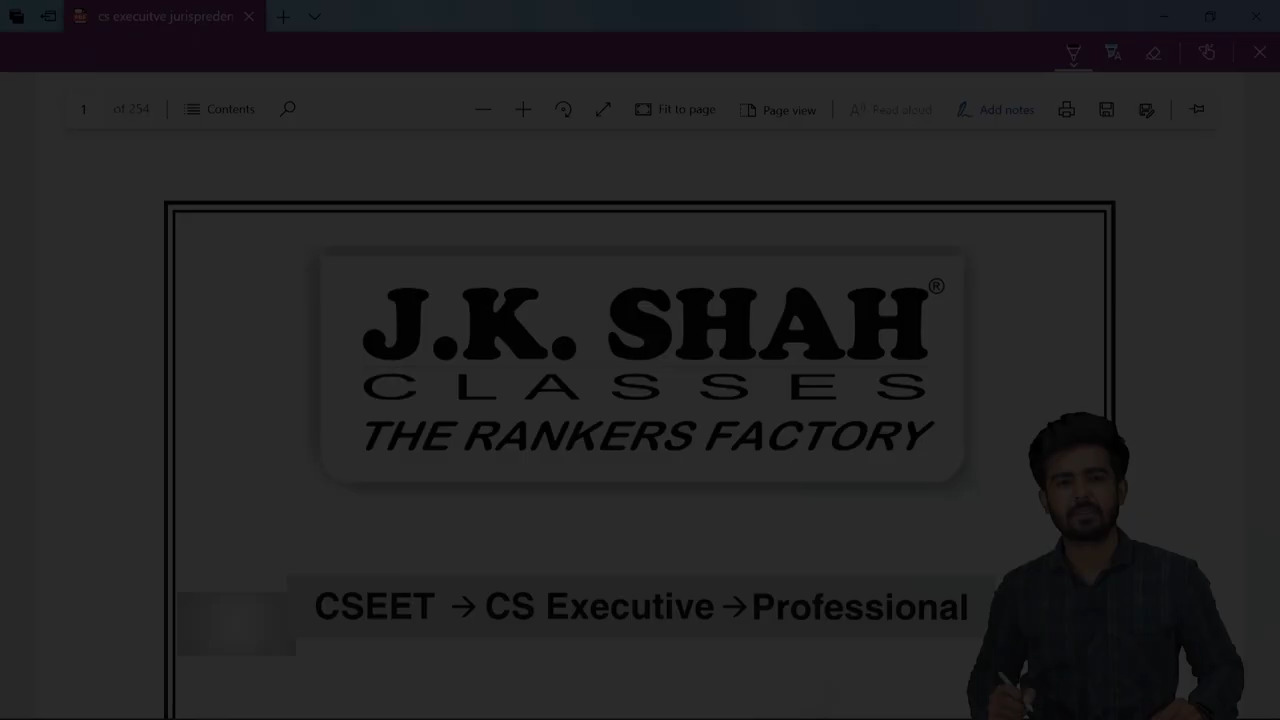 cs execuitve jurispreden
1 of 254 Contents Fit to page Page view A Read aloud Add notes
J.K. SHAH®
CLASSES
THE RANKERS FACTORY
CSEET → CS Executive → Professional